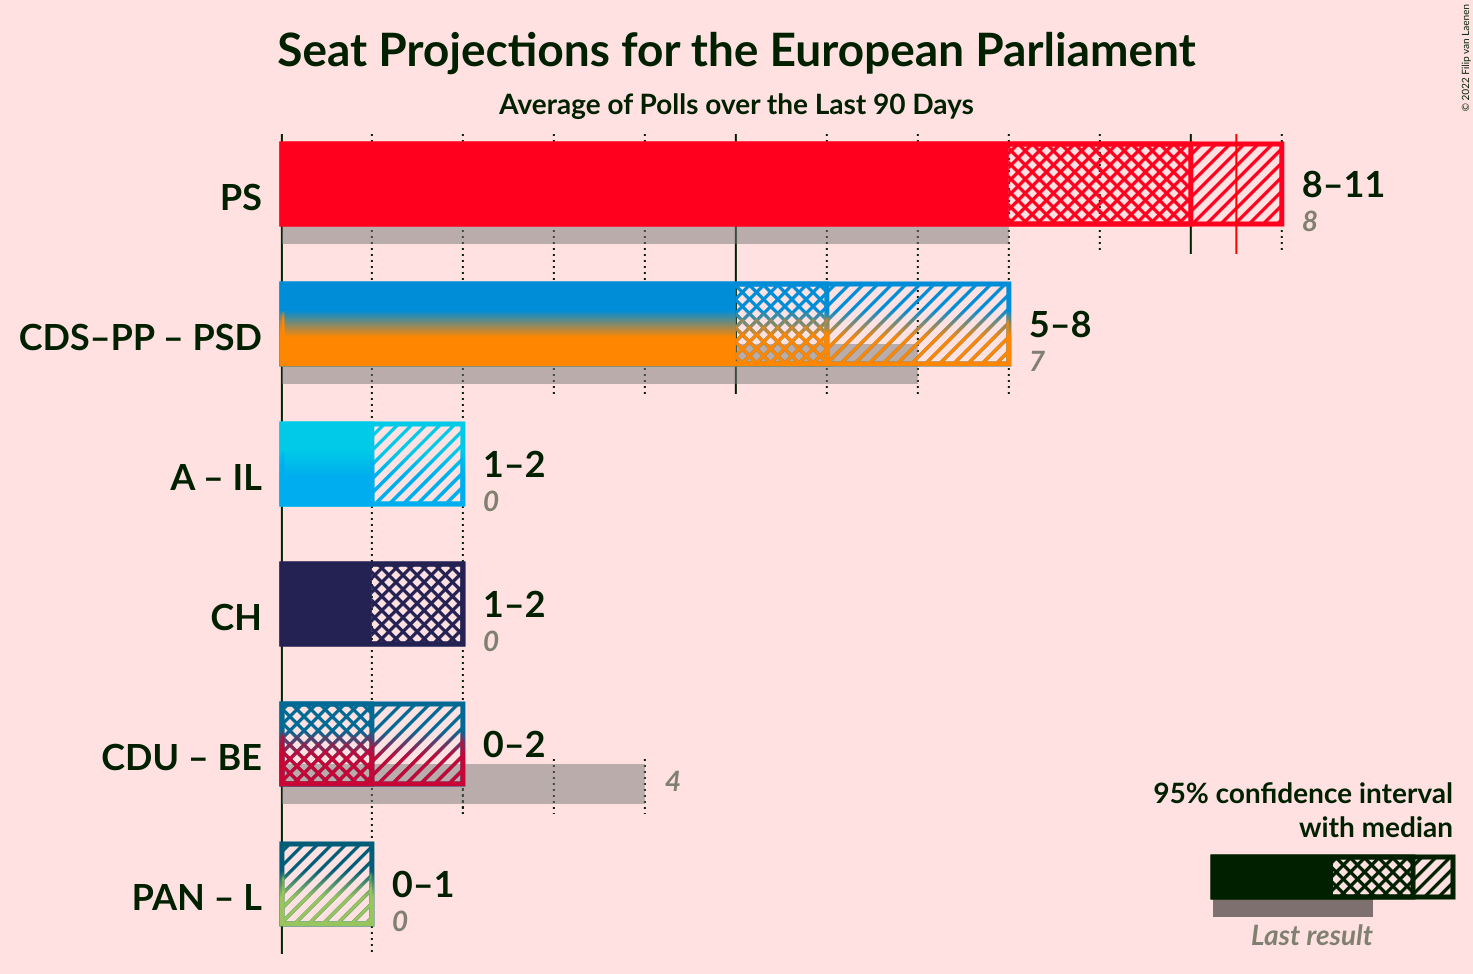 Seat Projections for the European Parliament
Average of Polls over the Last 90 Days
© 2022 Filip van Laenen
PS
8–11
8
CDS–PP – PSD
5–8
7
A – IL
1–2
0
CH
1–2
0
CDU – BE
0–2
4
PAN – L
0–1
0
95% confidence interval
with median
Last result